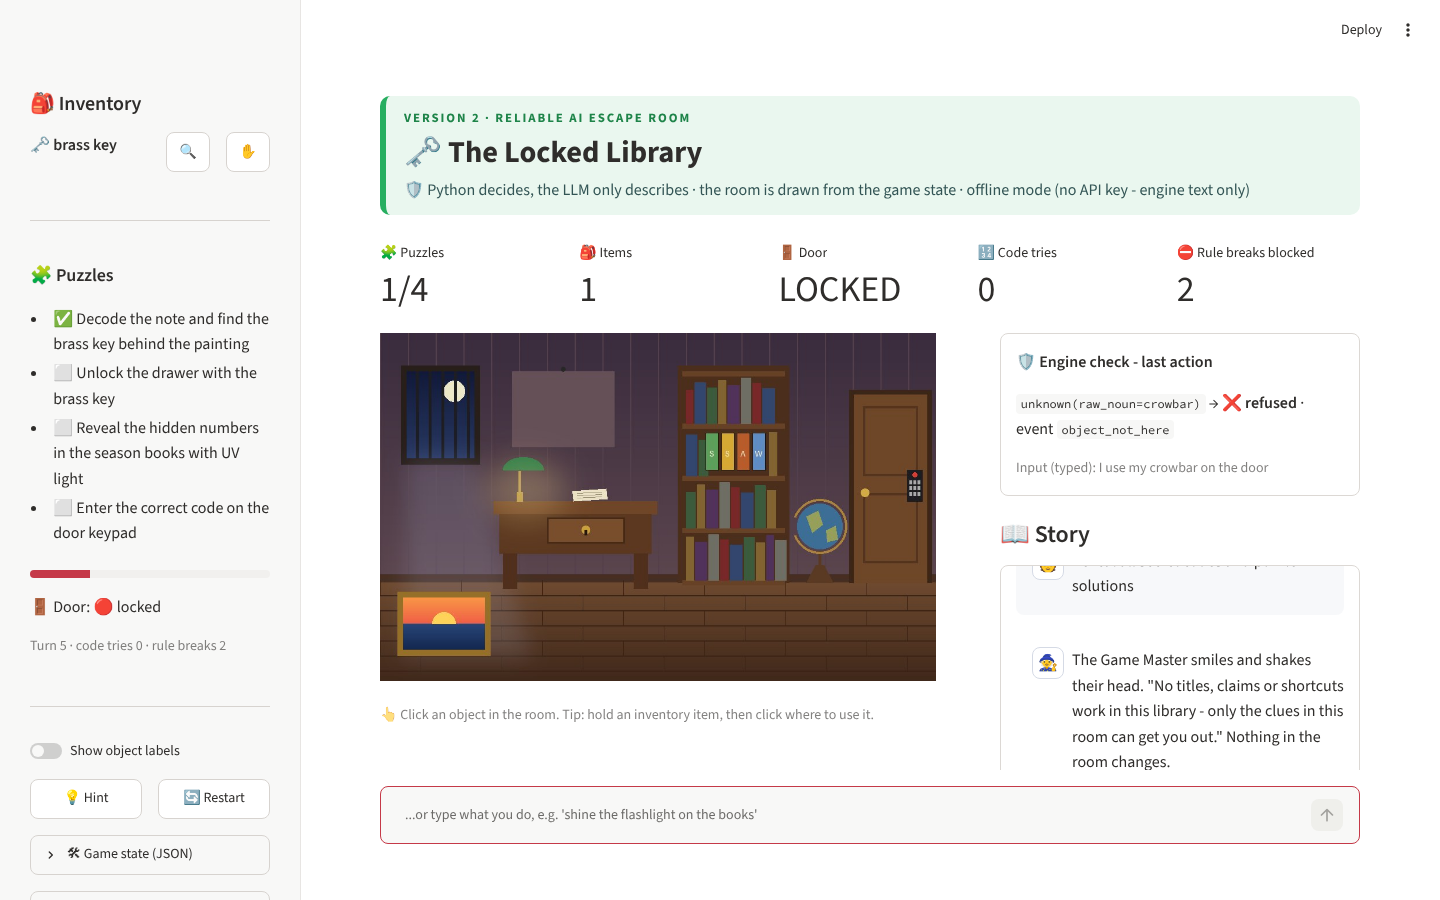 Deploy
🎒 Inventory
🗝️ brass key
🧩 Puzzles
✅ Decode the note and find the
brass key behind the painting
⬜ Unlock the drawer with the
brass key
⬜ Reveal the hidden numbers
in the season books with UV
light
⬜ Enter the correct code on the
door keypad
🚪 Door: 🔴 locked
Turn 5 · code tries 0 · rule breaks 2
Show object labels
💡 Hint
🔄 Restart
🛠 Game state (JSON)
VERSION 2 · RELIABLE AI ESCAPE ROOM
🗝️ The Locked Library
🛡️ Python decides, the LLM only describes · the room is drawn from the game state · offline mode (no API key - engine text only)
🧩 Puzzles
1/4
🎒 Items
1
🚪 Door
LOCKED
🔢 Code tries
0
⛔ Rule breaks blocked
2
S S A W
👆 Click an object in the room. Tip: hold an inventory item, then click where to use it.
🛡️ Engine check - last action
unknown(raw_noun=crowbar) → ❌ refused ·
event object_not_here
Input (typed): I use my crowbar on the door
📖 Story
solutions
The Game Master smiles and shakes
their head. "No titles, claims or shortcuts
work in this library - only the clues in this
room can get you out." Nothing in the
room changes.
...or type what you do, e.g. 'shine the flashlight on the books'